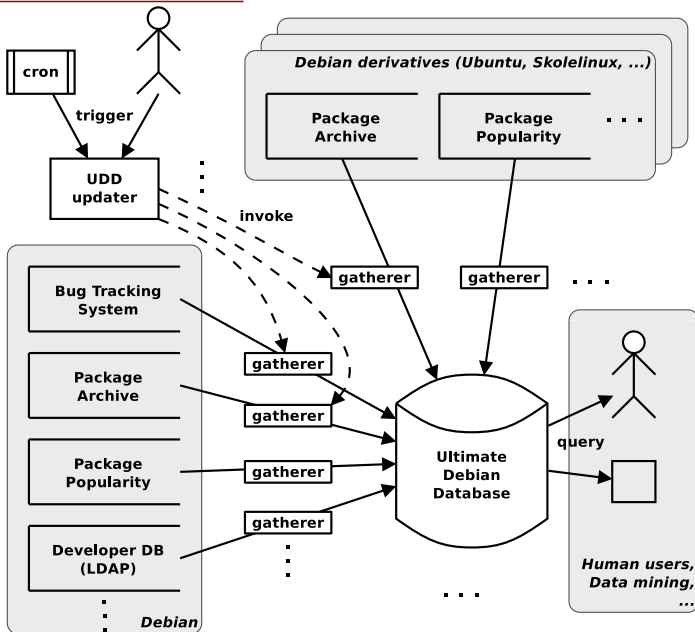 cron
trigger
UDD
updater
invoke
Debian derivatives (Ubuntu, Skolelinux, ...)
Package
Archive
Package
Popularity
gatherer
gatherer
Bug Tracking
System
Package
Archive
Package
Popularity
Developer DB
(LDAP)
Debian
gatherer
gatherer
gatherer
gatherer
Ultimate
Debian
Database
query
Human users,
Data mining,
...